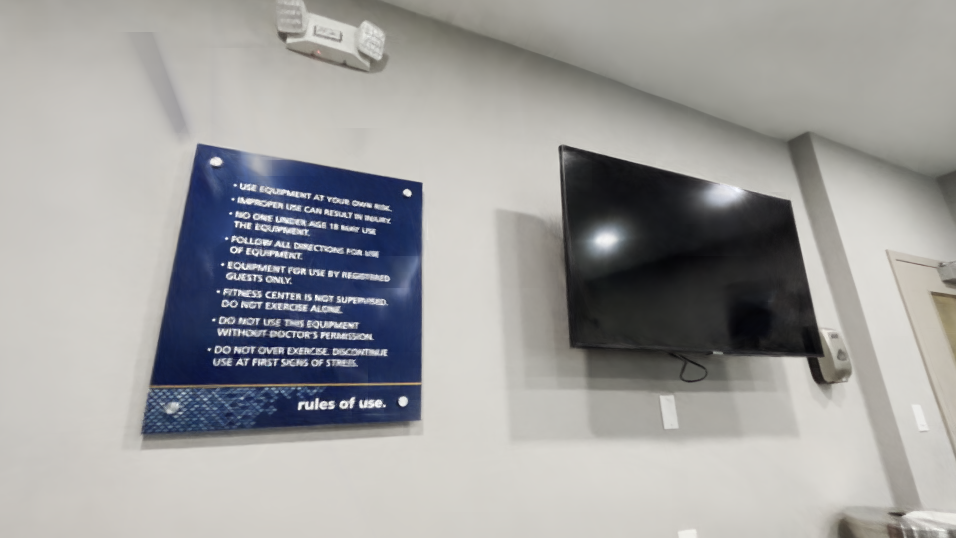 • USE EQUIPMENT AT YOUR OWN RISK.
• IMPROPER USE CAN RESULT IN INJURY.
• NO ONE UNDER AGE 18 MAY USE
THE EQUIPMENT.
• FOLLOW ALL DIRECTIONS FOR USE
OF EQUIPMENT.
• EQUIPMENT FOR USE BY REGISTERED
GUESTS ONLY.
• FITNESS CENTER IS NOT SUPERVISED.
DO NOT EXERCISE ALONE.
• DO NOT USE THIS EQUIPMENT
WITHOUT DOCTOR'S PERMISSION.
• DO NOT OVER EXERCISE. DISCONTINUE
USE AT FIRST SIGNS OF STRESS.
rules of use.